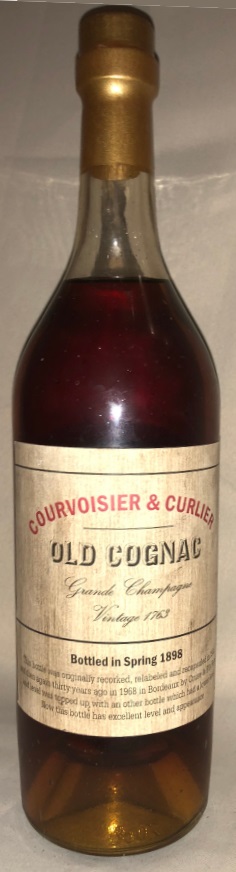 COURVOISIER & CURLIER
OLD COGNAC
Grande Champagne
Vintage 1763
Bottled in Spring 1898
This bottle was originally recorked, relabeled and
again thirty years ago in 1968 in Bordeaux by
level was topped up with an other bottle which had a
Now this bottle has excellent level and appearance